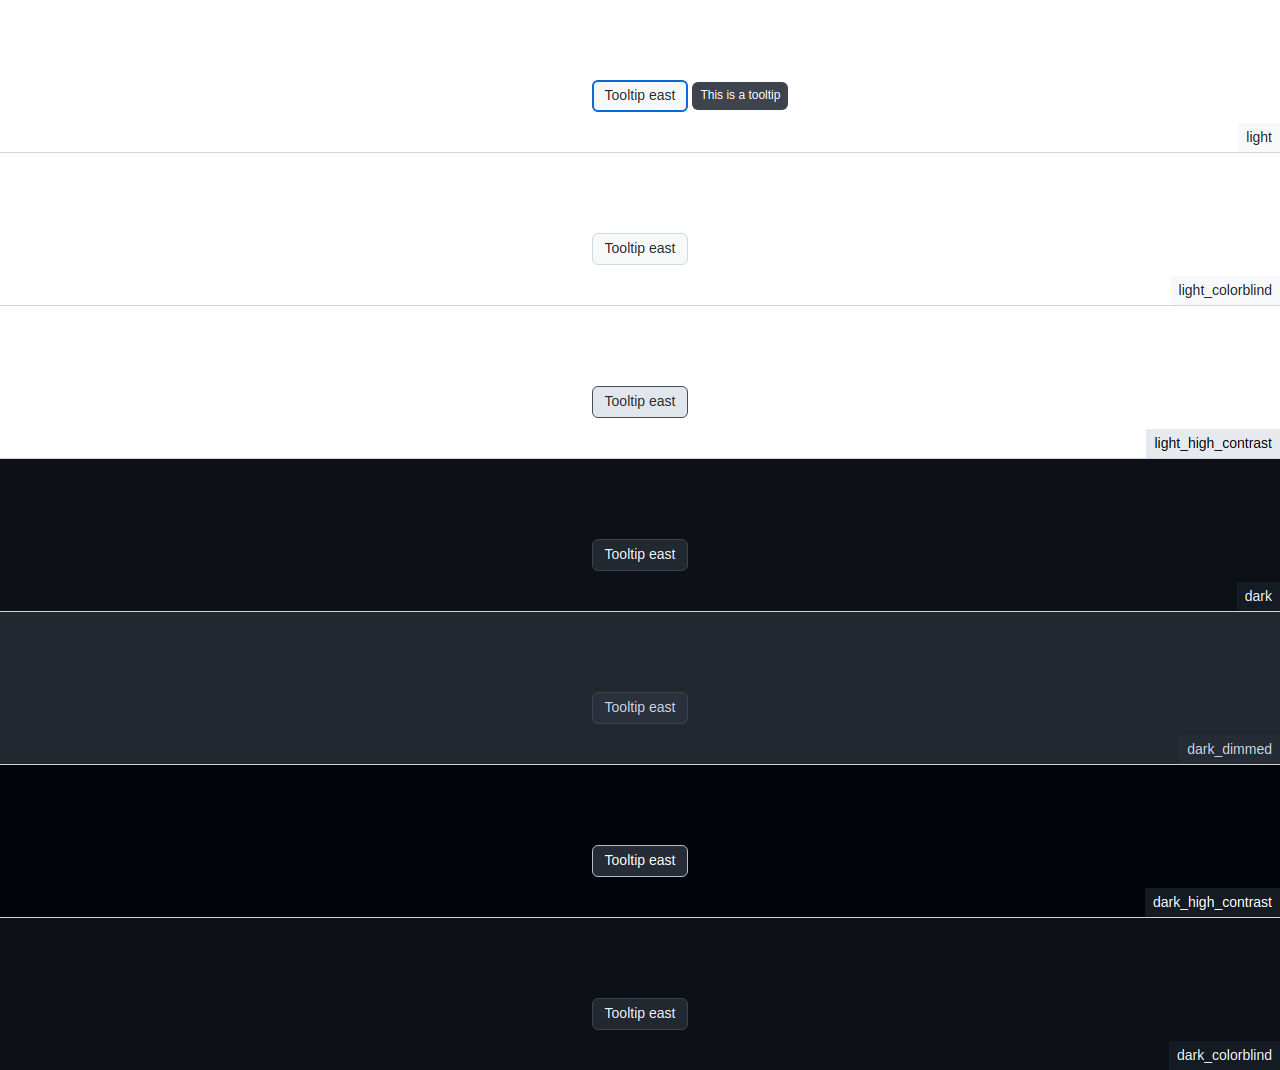 Tooltip east This is a tooltip
light
Tooltip east
light_colorblind
Tooltip east
light_high_contrast
Tooltip east
dark
Tooltip east
dark_dimmed
Tooltip east
dark_high_contrast
Tooltip east
dark_colorblind